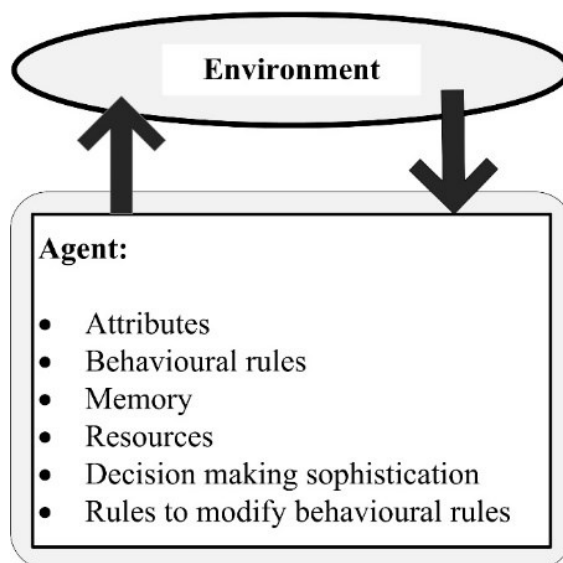 Environment
Agent:
• Attributes
• Behavioural rules
• Memory
• Resources
• Decision making sophistication
• Rules to modify behavioural rules